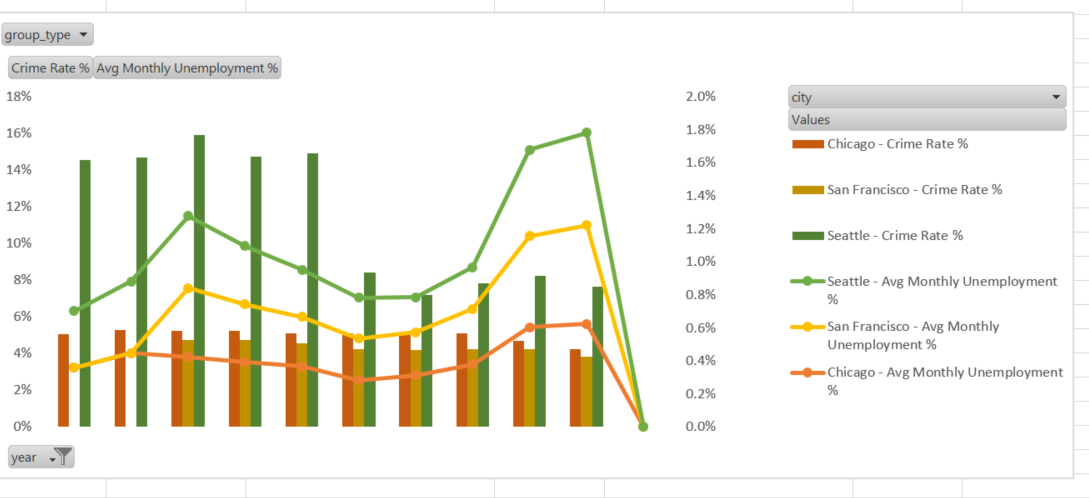 group_type
Crime Rate % Avg Monthly Unemployment %
18%
16%
14%
12%
10%
8%
6%
4%
2%
0%
2.0%
1.8%
1.6%
1.4%
1.2%
1.0%
0.8%
0.6%
0.4%
0.2%
0.0%
city
Values
Chicago - Crime Rate %
San Francisco - Crime Rate %
Seattle - Crime Rate %
Seattle - Avg Monthly Unemployment
%
San Francisco - Avg Monthly
Unemployment %
Chicago - Avg Monthly Unemployment
%
year